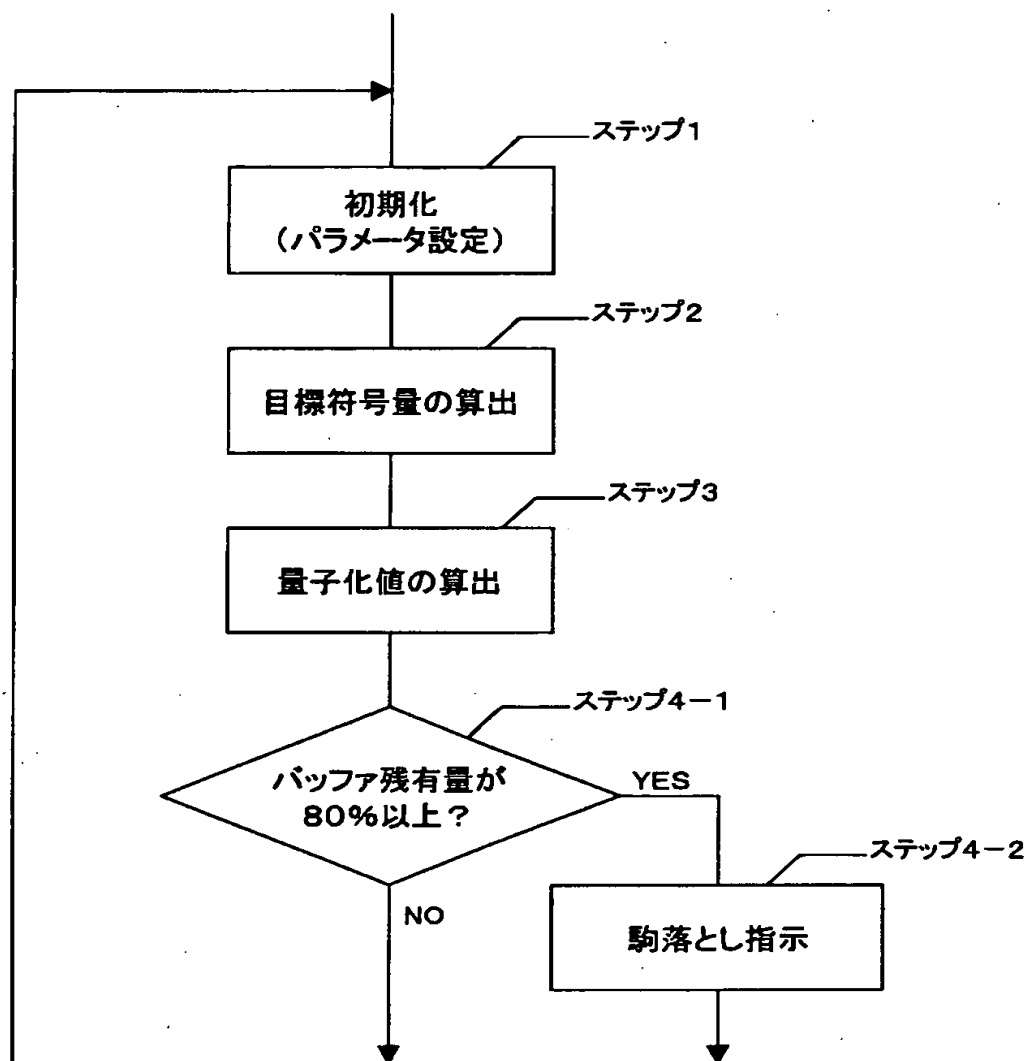 ステップ1
初期化
(パラメータ設定)
ステップ2
目標符号量の算出
ステップ3
量子化値の算出
ステップ4－1
バッファ残有量が
80%以上？
YES
ステップ4－2
NO
駒落とし指示